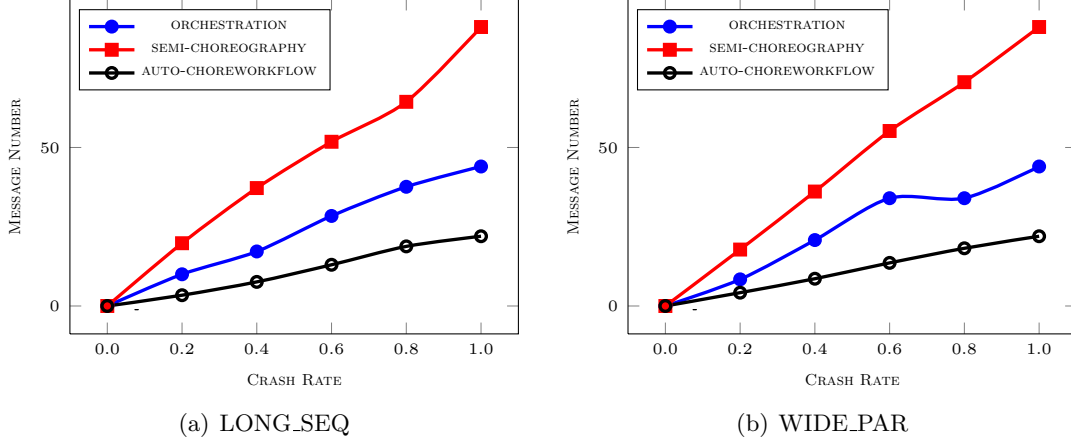 ORCHESTRATION
SEMI-CHOREOGRAPHY
AUTO-CHOREWORKFLOW
MESSAGE NUMBER
50
0
0.0 0.2 0.4 0.6 0.8 1.0
CRASH RATE
(a) LONG_SEQ
ORCHESTRATION
SEMI-CHOREOGRAPHY
AUTO-CHOREWORKFLOW
MESSAGE NUMBER
50
0
0.0 0.2 0.4 0.6 0.8 1.0
CRASH RATE
(b) WIDE_PAR